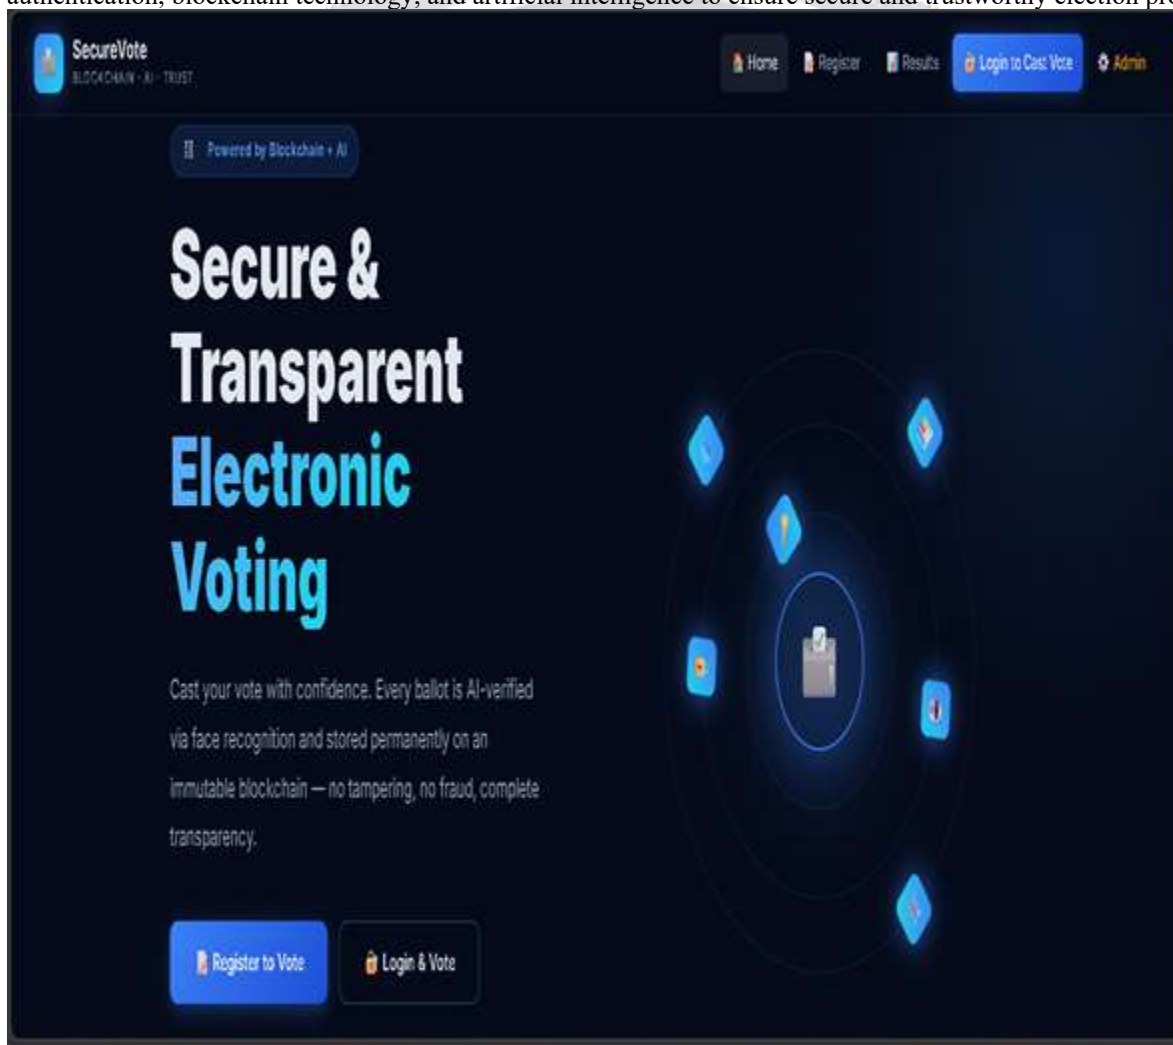 authentication, blockchain technology, and artificial intelligence to ensure secure and trustworthy election pro
SecureVote
BLOCKCHAIN · AI · TRUST
Home
Register
Results
Login to Cast Vote
Admin
Powered by Blockchain + AI
Secure &
Transparent
Electronic
Voting
Cast your vote with confidence. Every ballot is AI-verified
via face recognition and stored permanently on an
immutable blockchain — no tampering, no fraud, complete
transparency.
Register to Vote
Login & Vote